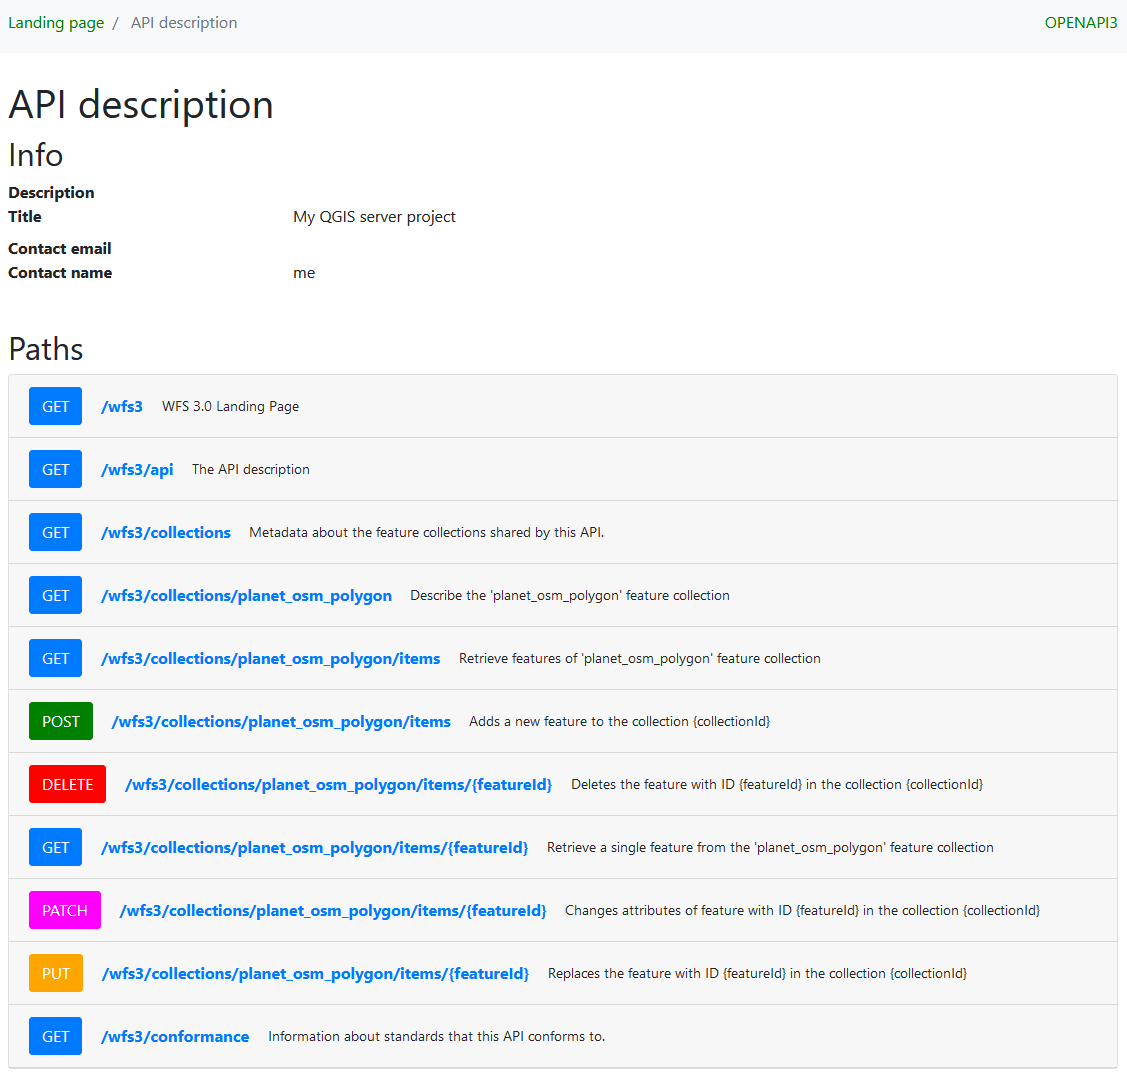 Landing page / API description OPENAPI3
API description
Info
Description
Title My QGIS server project
Contact email
Contact name me
Paths
GET /wfs3 WFS 3.0 Landing Page
GET /wfs3/api The API description
GET /wfs3/collections Metadata about the feature collections shared by this API.
GET /wfs3/collections/planet_osm_polygon Describe the 'planet_osm_polygon' feature collection
GET /wfs3/collections/planet_osm_polygon/items Retrieve features of 'planet_osm_polygon' feature collection
POST /wfs3/collections/planet_osm_polygon/items Adds a new feature to the collection {collectionId}
DELETE /wfs3/collections/planet_osm_polygon/items/{featureId} Deletes the feature with ID {featureId} in the collection {collectionId}
GET /wfs3/collections/planet_osm_polygon/items/{featureId} Retrieve a single feature from the 'planet_osm_polygon' feature collection
PATCH /wfs3/collections/planet_osm_polygon/items/{featureId} Changes attributes of feature with ID {featureId} in the collection {collectionId}
PUT /wfs3/collections/planet_osm_polygon/items/{featureId} Replaces the feature with ID {featureId} in the collection {collectionId}
GET /wfs3/conformance Information about standards that this API conforms to.